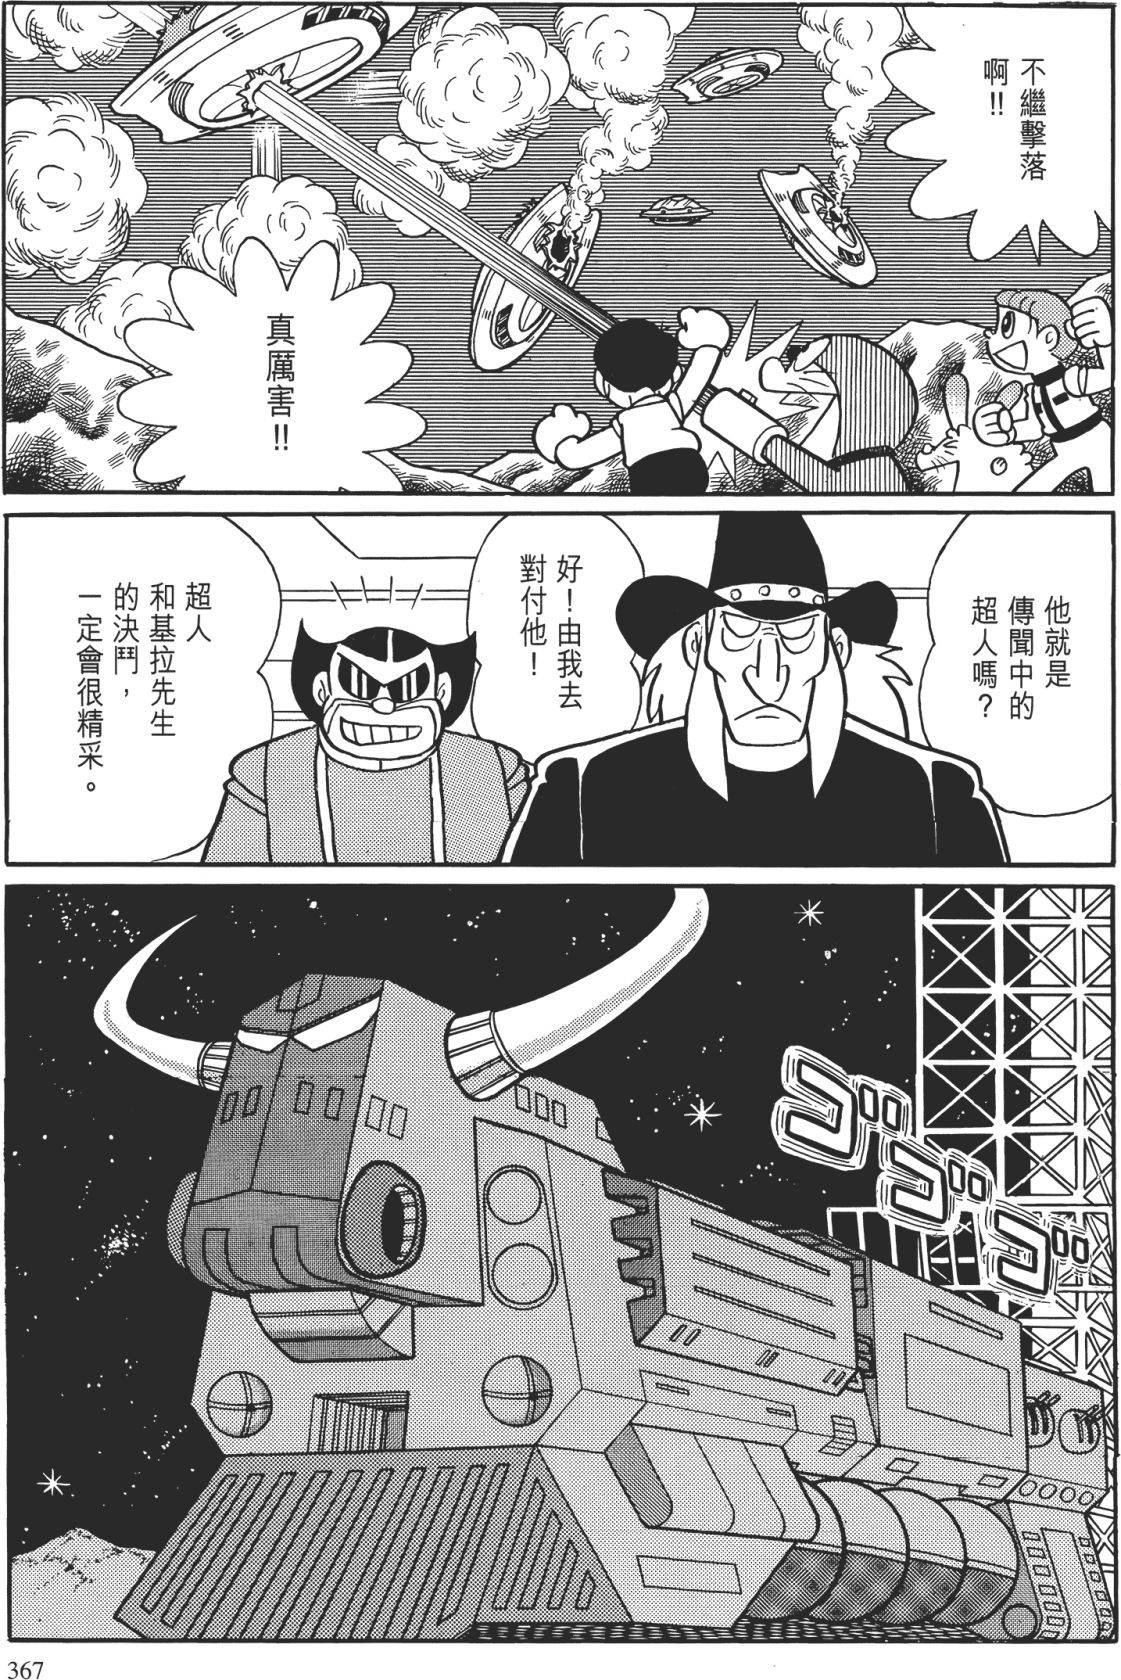 不繼擊落
啊!!
真厲害!!
他就是
傳聞中的
超人嗎?
好！由我去
對付他！
超人
和基拉先生
的決鬥，
一定會很精采。
ゴゴゴ
367